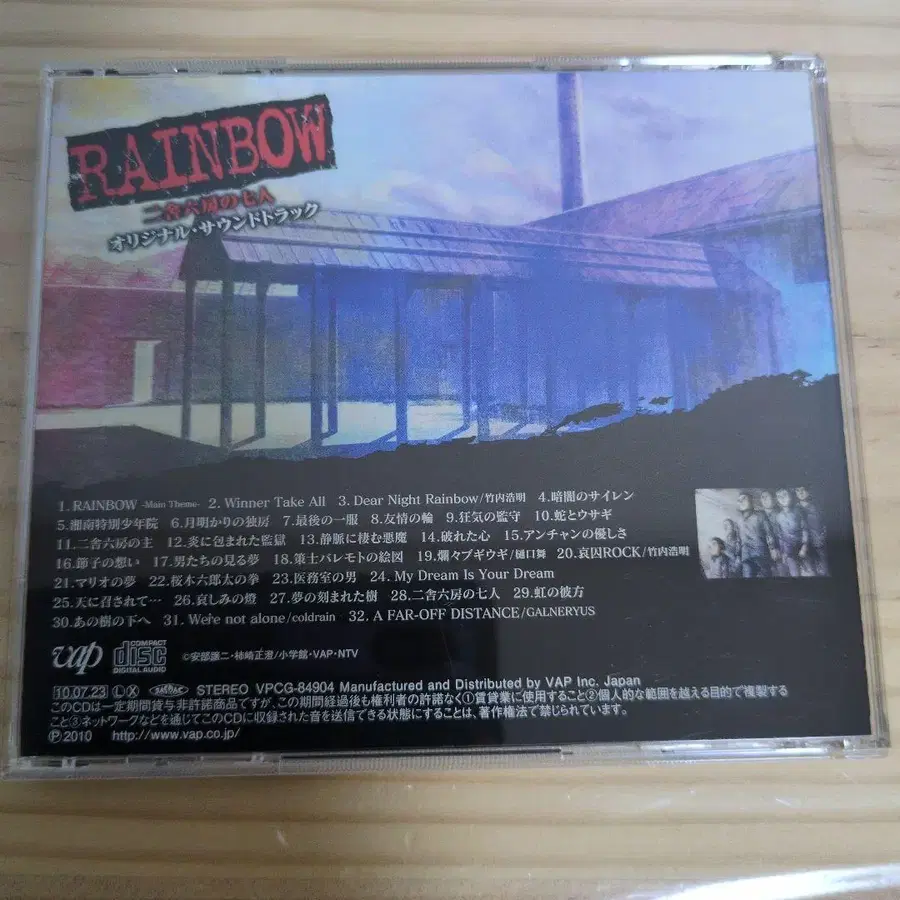 RAINBOW
二舎六房の七人
オリジナル・サウンドトラック
1. RAINBOW -Main Theme- 2. Winner Take All 3. Dear Night Rainbow/竹内浩明 4. 暗闇のサイレン
5. 湘南特別少年院 6. 月明かりの独房 7. 最後の一服 8. 友情の輪 9. 狂気の監守 10. 蛇とウサギ
11. 二舎六房の主 12. 炎に包まれた監獄 13. 静脈に棲む悪魔 14. 破れた心 15. アンチャンの優しさ
16. 節子の想い 17. 男たちの見る夢 18. 策士バレモトの絵図 19. 爛々ブギウギ/樋口舞 20. 哀囚ROCK/竹内浩明
21. マリオの夢 22. 桜本六郎太の拳 23. 医務室の男 24. My Dream Is Your Dream
25. 天に召されて… 26. 哀しみの燈 27. 夢の刻まれた樹 28. 二舎六房の七人 29. 虹の彼方
30. あの樹の下へ 31. We're not alone/coldrain 32. A FAR-OFF DISTANCE/GALNERYUS
vap COMPACT disc DIGITAL AUDIO ©安部譲二・柿崎正澄/小学館・VAP・NTV
10.07.23 L X STEREO VPCG-84904 Manufactured and Distributed by VAP Inc. Japan
このCDは一定期間貸与非許諾商品ですが、この期間経過後も権利者の許諾なく①賃貸業に使用すること②個人的な範囲を越える目的で複製する
こと③ネットワークなどを通じてこのCDに収録された音を送信できる状態にすることは、著作権法で禁じられています。
℗ 2010 http://www.vap.co.jp/